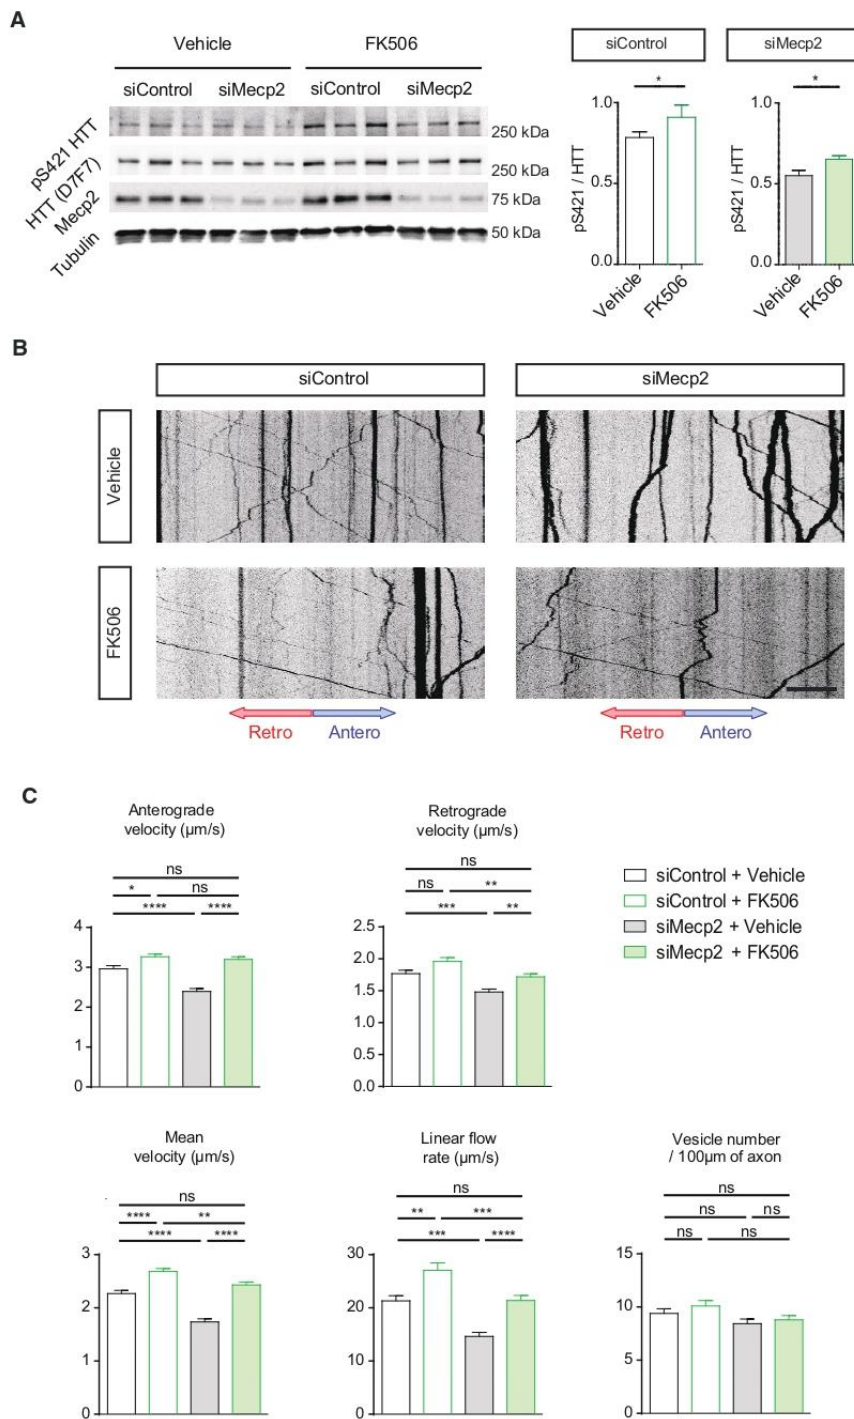 A
Vehicle
FK506
siControl
siMecp2
siControl
siMecp2
pS421 HTT
HTT (D7F7)
Mecp2
Tubulin
250 kDa
250 kDa
75 kDa
50 kDa
siControl
*
pS421 / HTT
1.0
0.5
0.0
Vehicle
FK506
siMecp2
*
pS421 / HTT
1.0
0.5
0.0
Vehicle
FK506
B
siControl
siMecp2
Vehicle
FK506
Retro
Antero
Retro
Antero
C
Anterograde
velocity (µm/s)
ns
*
ns
****
****
4
3
2
1
0
Retrograde
velocity (µm/s)
ns
ns
**
***
**
2.5
2.0
1.5
1.0
0.5
0.0
siControl + Vehicle
siControl + FK506
siMecp2 + Vehicle
siMecp2 + FK506
Mean
velocity (µm/s)
ns
****
**
****
****
3
2
1
0
Linear flow
rate (µm/s)
ns
**
***
***
****
30
20
10
0
Vesicle number
/ 100µm of axon
ns
ns
ns
ns
ns
15
10
5
0